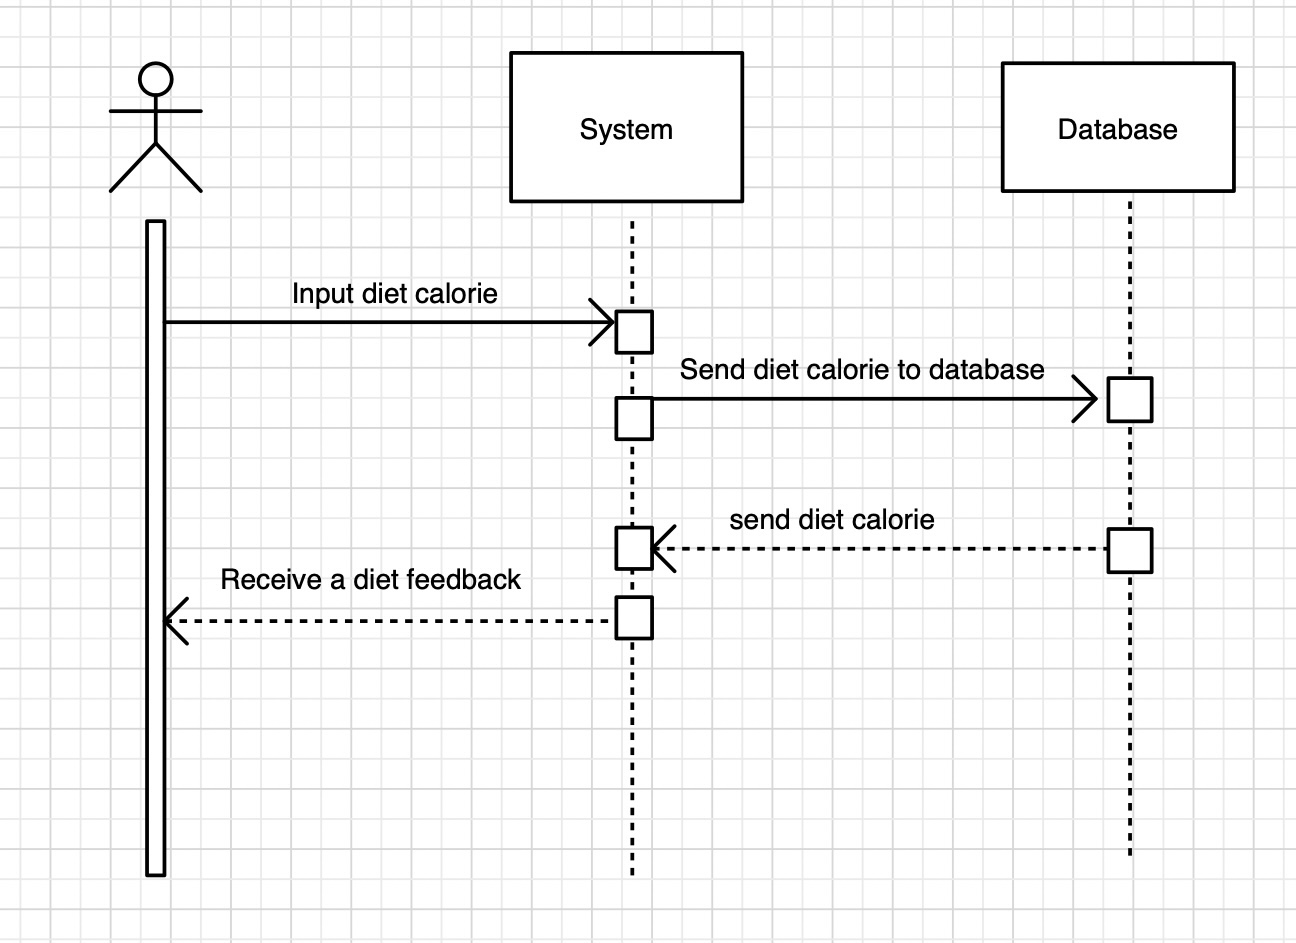 System
Database
Input diet calorie
Send diet calorie to database
send diet calorie
Receive a diet feedback